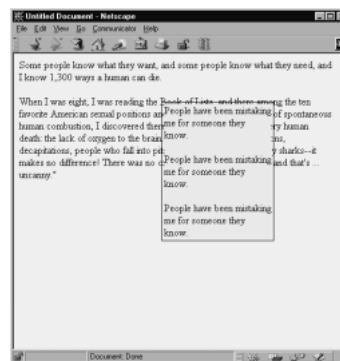 Untitled Document - Netscape
File Edit View Go Communicator Help
Some people know what they want, and some people know what they need, and
I know 1,300 ways a human can die.
When I was eight, I was reading the Book of Lists, and there among the ten
favorite American sexual positions an of spontaneous
human combustion, I discovered ther ry human
death: the lack of oxygen to the brain ns,
decapitations, people who fall into pi y sharks--it
makes no difference! There was no c and that's ...
uncanny."
People have been mistaking
me for someone they
know.
People have been mistaking
me for someone they
know.
People have been mistaking
me for someone they
know.
Document: Done